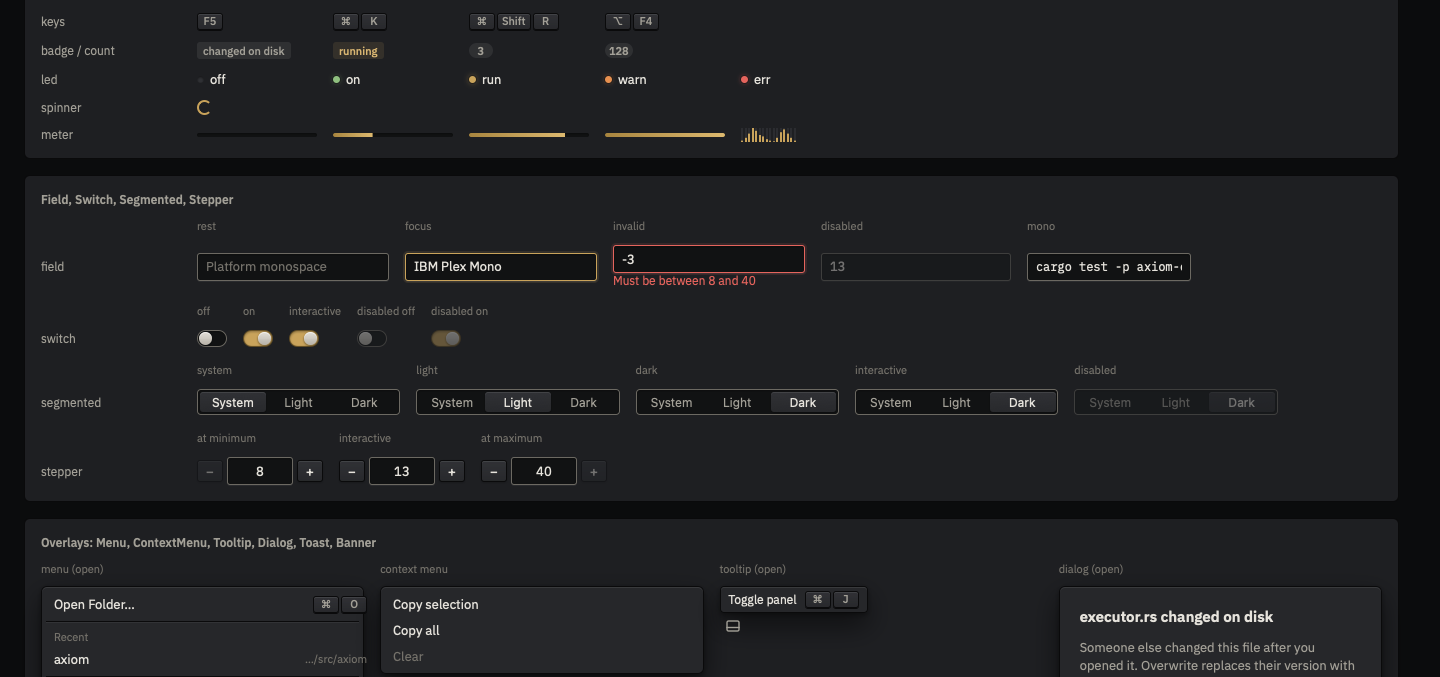 keys F5 ⌘ K ⌘ Shift R ⌥ F4
badge / count changed on disk running 3 128
led off on run warn err
spinner
meter
Field, Switch, Segmented, Stepper
rest focus invalid disabled mono
field Platform monospace IBM Plex Mono -3 13 cargo test -p axiom-
Must be between 8 and 40
off on interactive disabled off disabled on
switch
system light dark interactive disabled
segmented System Light Dark System Light Dark System Light Dark System Light Dark System Light Dark
at minimum interactive at maximum
stepper − 8 + − 13 + − 40 +
Overlays: Menu, ContextMenu, Tooltip, Dialog, Toast, Banner
menu (open) context menu tooltip (open) dialog (open)
Open Folder... ⌘ O Copy selection Toggle panel ⌘ J
executor.rs changed on disk
Copy all
Recent
Someone else changed this file after you
axiom .../src/axiom Clear
opened it. Overwrite replaces their version with